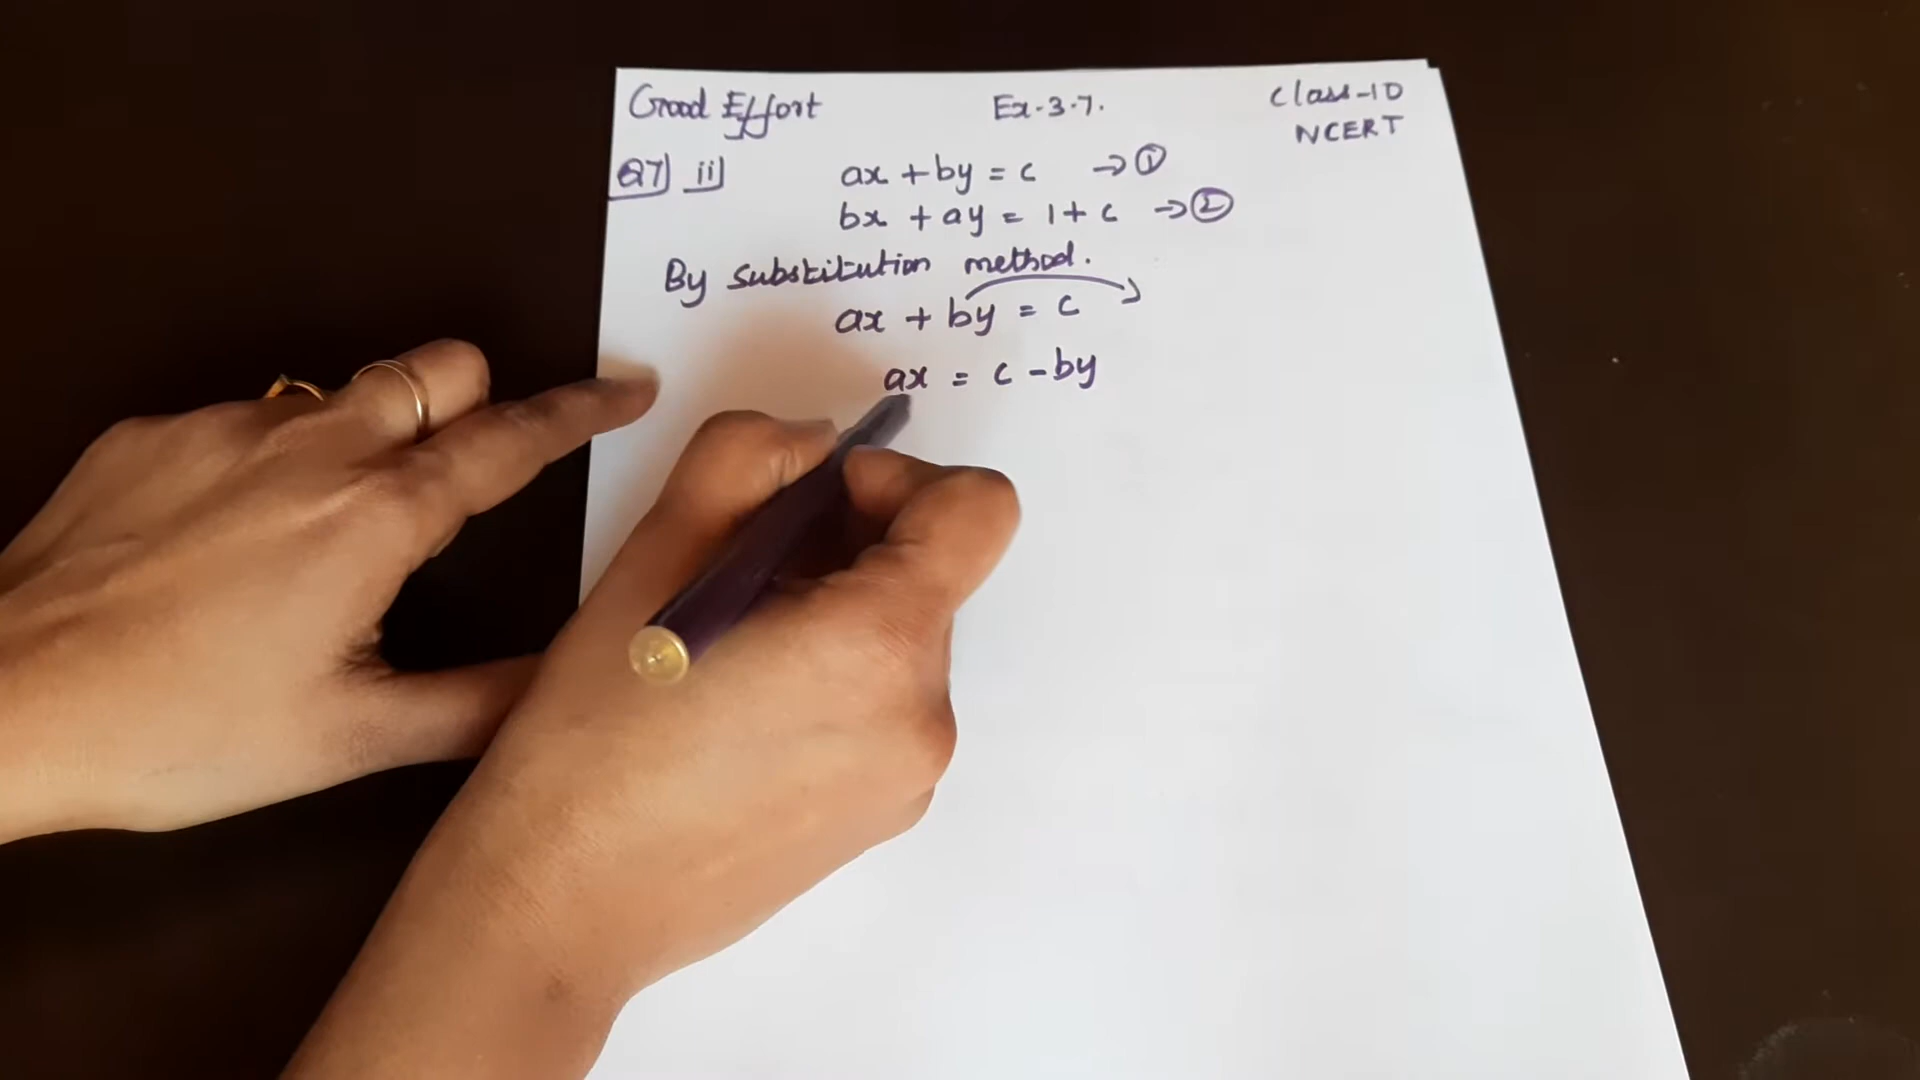 Good Effort Ex-3.7. Class-10
NCERT
Q7) ii) ax + by = c → ①
bx + ay = 1 + c → ②
By substitution method.
ax + by = c
ax = c - by